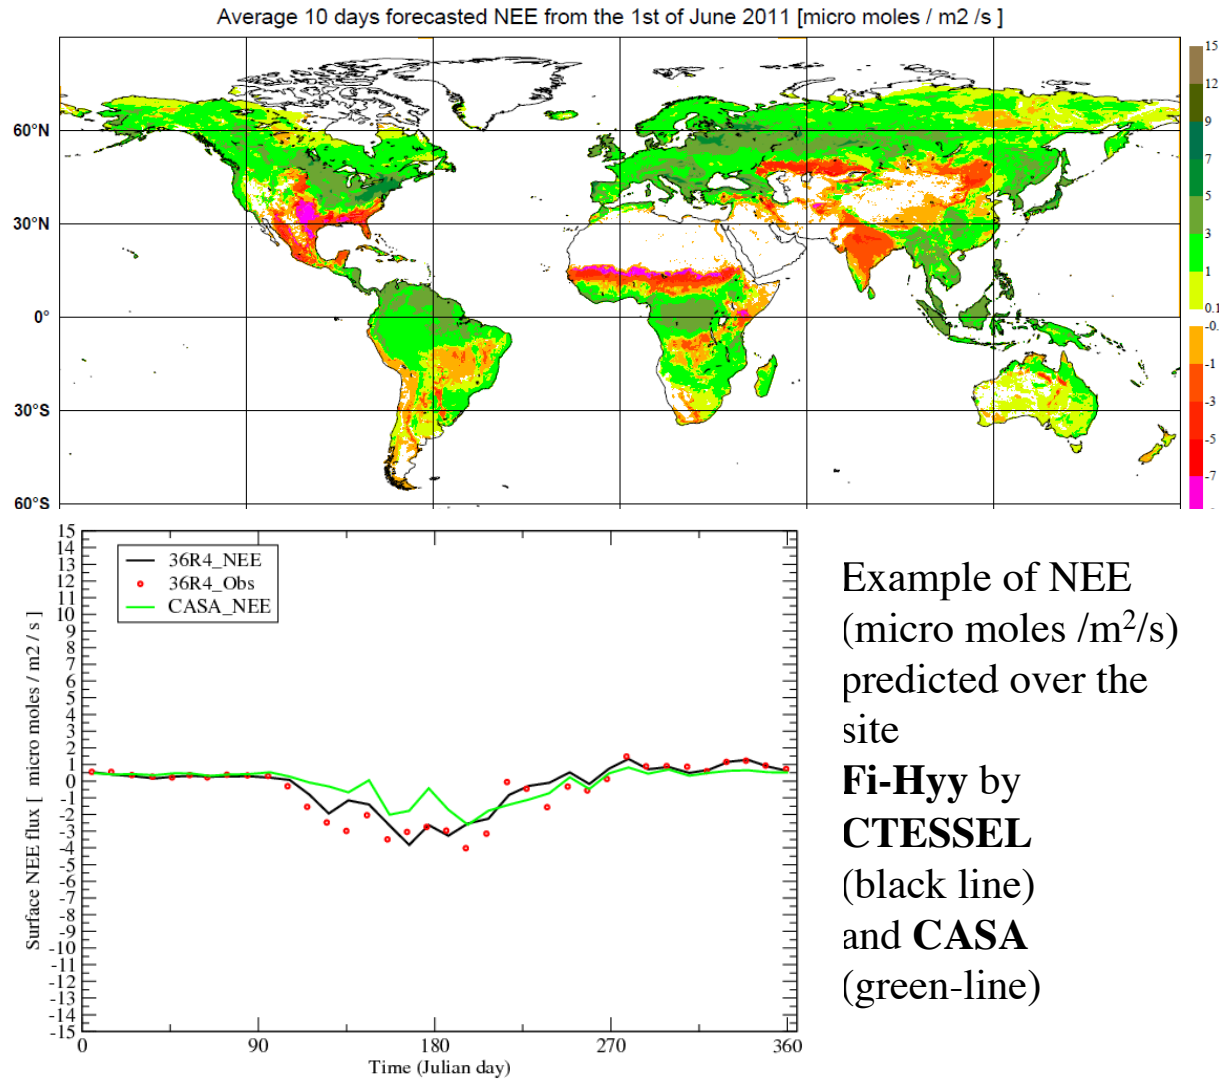 Average 10 days forecasted NEE from the 1st of June 2011 [micro moles / m2 /s ]
15
12
9
7
5
3
1
0.1
-0.
-1
-3
-5
-7
60°N
30°N
0°
30°S
60°S
15
14
13
12
11
10
9
8
7
6
5
4
3
2
1
0
-1
-2
-3
-4
-5
-6
-7
-8
-9
-10
-11
-12
-13
-14
-15
Surface NEE flux [ micro moles / m2 / s ]
36R4_NEE
36R4_Obs
CASA_NEE
0 90 180 270 360
Time (Julian day)
Example of NEE
(micro moles /m²/s)
predicted over the
site
Fi-Hyy by
CTESSEL
(black line)
and CASA
(green-line)